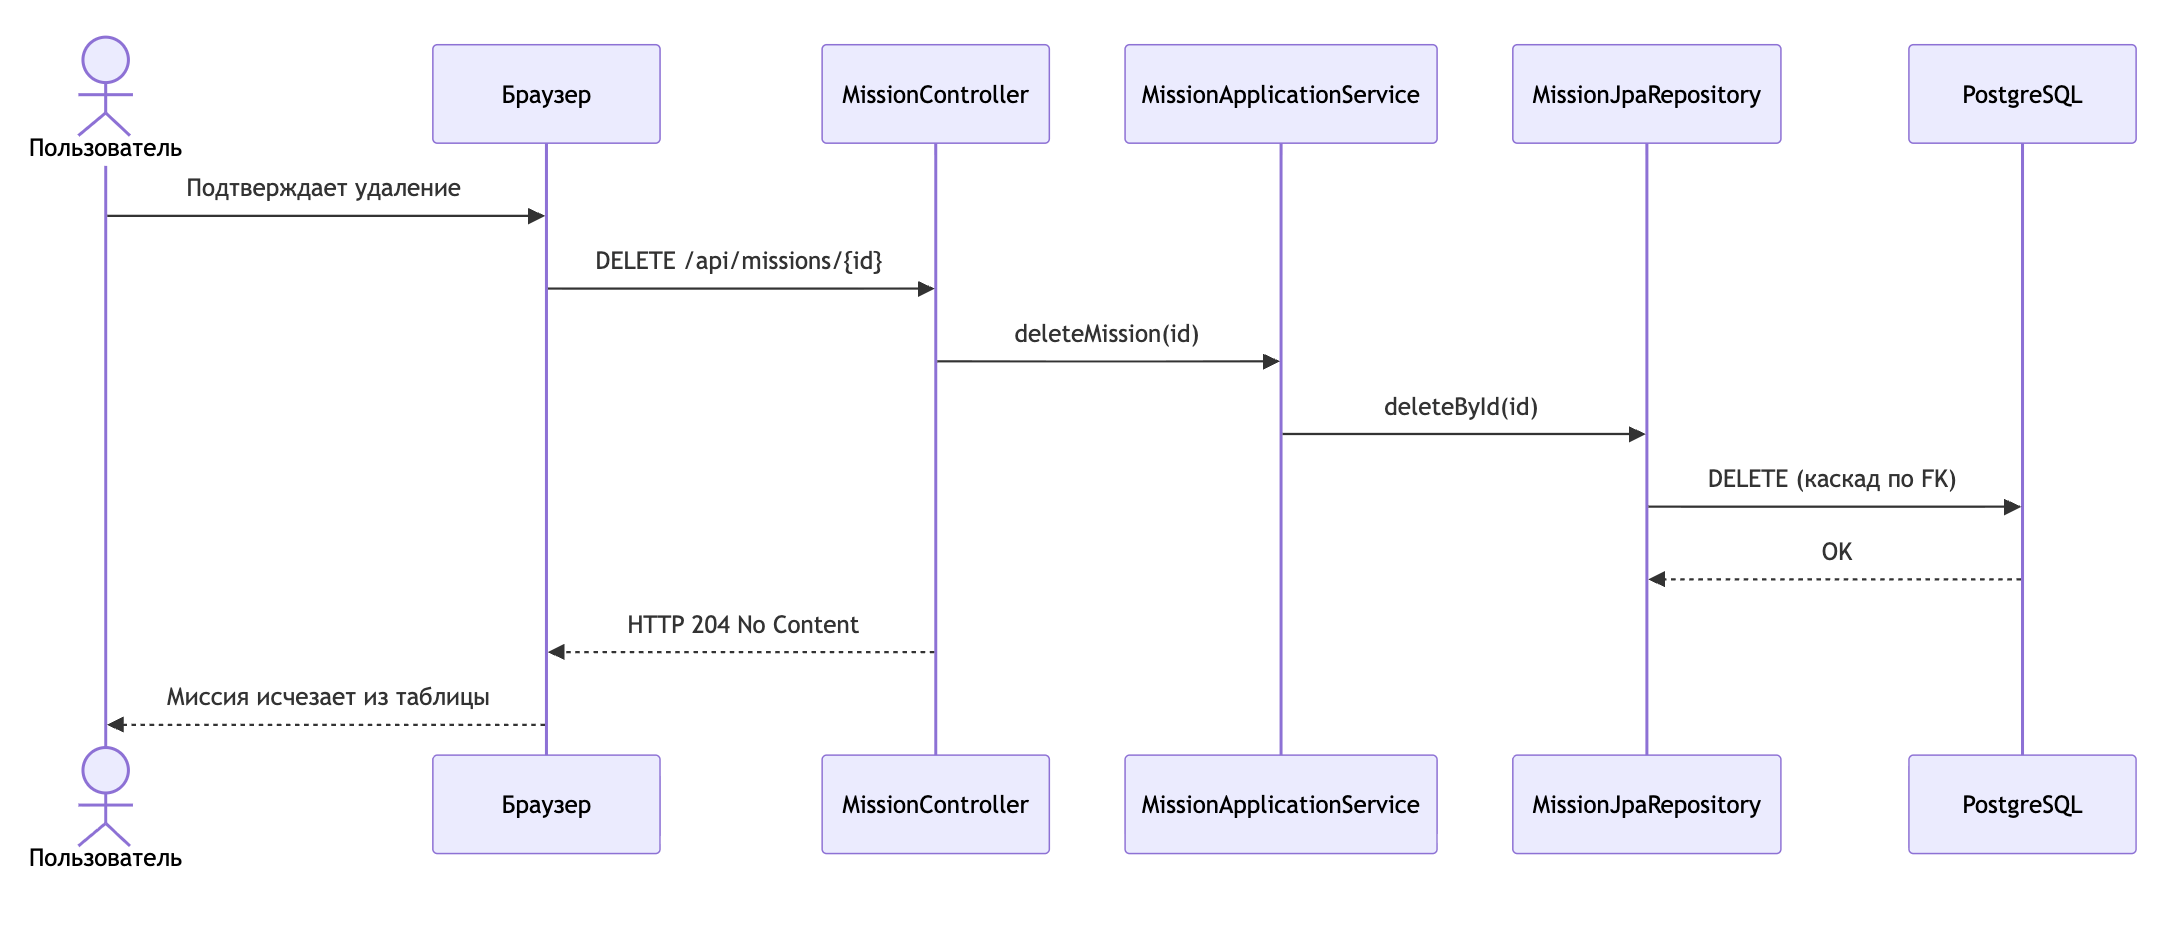 Пользователь
Браузер
MissionController
MissionApplicationService
MissionJpaRepository
PostgreSQL
Подтверждает удаление
DELETE /api/missions/{id}
deleteMission(id)
deleteById(id)
DELETE (каскад по FK)
OK
HTTP 204 No Content
Миссия исчезает из таблицы
Пользователь
Браузер
MissionController
MissionApplicationService
MissionJpaRepository
PostgreSQL